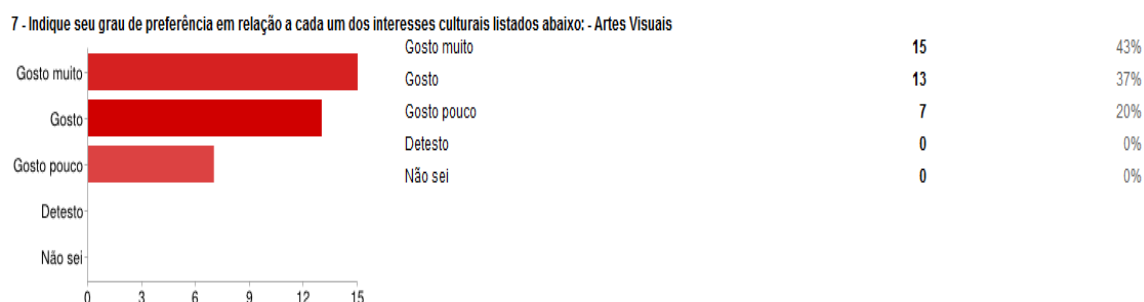 7 - Indique seu grau de preferência em relação a cada um dos interesses culturais listados abaixo: - Artes Visuais
Gosto muito
Gosto
Gosto pouco
Detesto
Não sei
0 3 6 9 12 15
Gosto muito 15 43%
Gosto 13 37%
Gosto pouco 7 20%
Detesto 0 0%
Não sei 0 0%